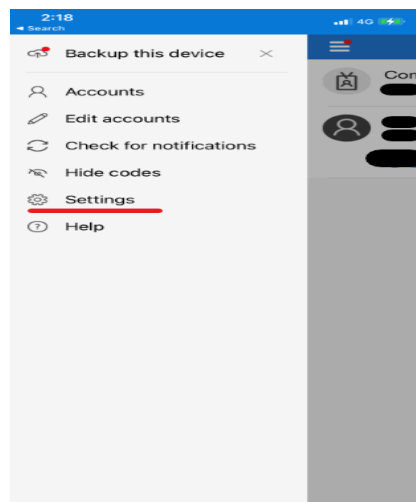 2:18
4G
◄ Search
Backup this device
Con
Accounts
Edit accounts
Check for notifications
Hide codes
Settings
Help